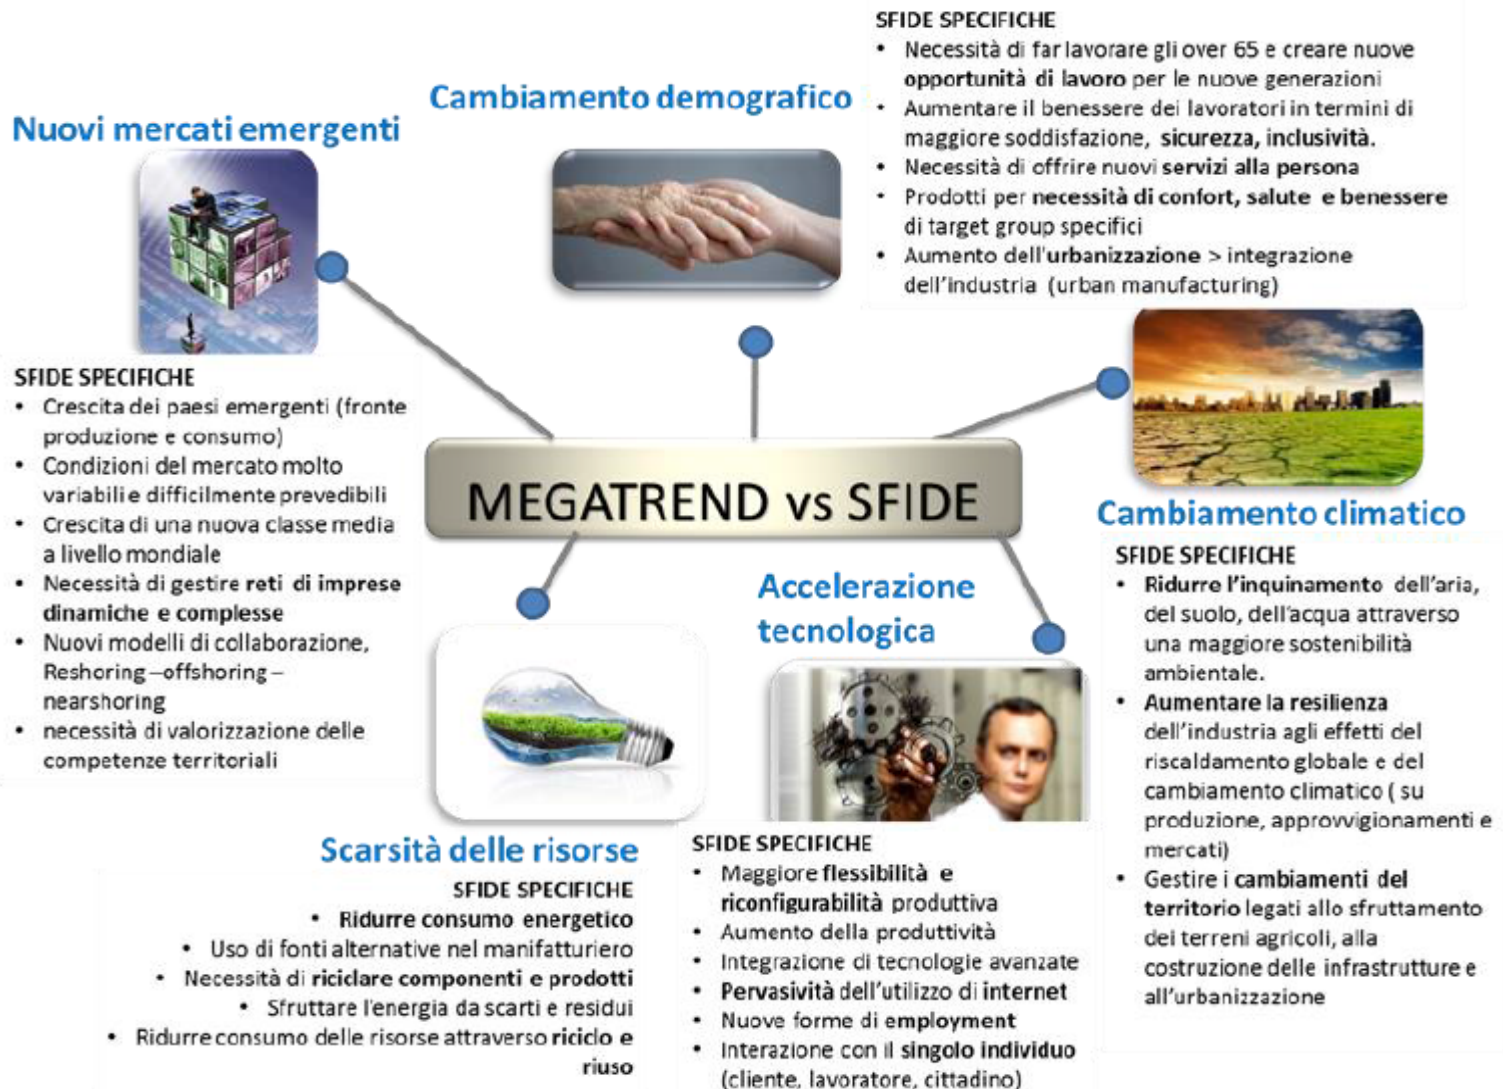 Nuovi mercati emergenti
SFIDE SPECIFICHE
• Crescita dei paesi emergenti (fronte
produzione e consumo)
• Condizioni del mercato molto
variabili e difficilmente prevedibili
• Crescita di una nuova classe media
a livello mondiale
• Necessità di gestire reti di imprese
dinamiche e complesse
• Nuovi modelli di collaborazione,
Reshoring –offshoring –
nearshoring
• necessità di valorizzazione delle
competenze territoriali
Cambiamento demografico
SFIDE SPECIFICHE
• Necessità di far lavorare gli over 65 e creare nuove
opportunità di lavoro per le nuove generazioni
• Aumentare il benessere dei lavoratori in termini di
maggiore soddisfazione, sicurezza, inclusività.
• Necessità di offrire nuovi servizi alla persona
• Prodotti per necessità di confort, salute e benessere
di target group specifici
• Aumento dell'urbanizzazione > integrazione
dell'industria (urban manufacturing)
MEGATREND vs SFIDE
Cambiamento climatico
SFIDE SPECIFICHE
• Ridurre l'inquinamento dell'aria,
del suolo, dell'acqua attraverso
una maggiore sostenibilità
ambientale.
• Aumentare la resilienza
dell'industria agli effetti del
riscaldamento globale e del
cambiamento climatico ( su
produzione, approvvigionamenti e
mercati)
• Gestire i cambiamenti del
territorio legati allo sfruttamento
dei terreni agricoli, alla
costruzione delle infrastrutture e
all'urbanizzazione
Scarsità delle risorse
SFIDE SPECIFICHE
• Ridurre consumo energetico
• Uso di fonti alternative nel manifatturiero
• Necessità di riciclare componenti e prodotti
• Sfruttare l'energia da scarti e residui
• Ridurre consumo delle risorse attraverso riciclo e
riuso
Accelerazione
tecnologica
SFIDE SPECIFICHE
• Maggiore flessibilità e
riconfigurabilità produttiva
• Aumento della produttività
• Integrazione di tecnologie avanzate
• Pervasività dell'utilizzo di internet
• Nuove forme di employment
• Interazione con il singolo individuo
(cliente, lavoratore, cittadino)